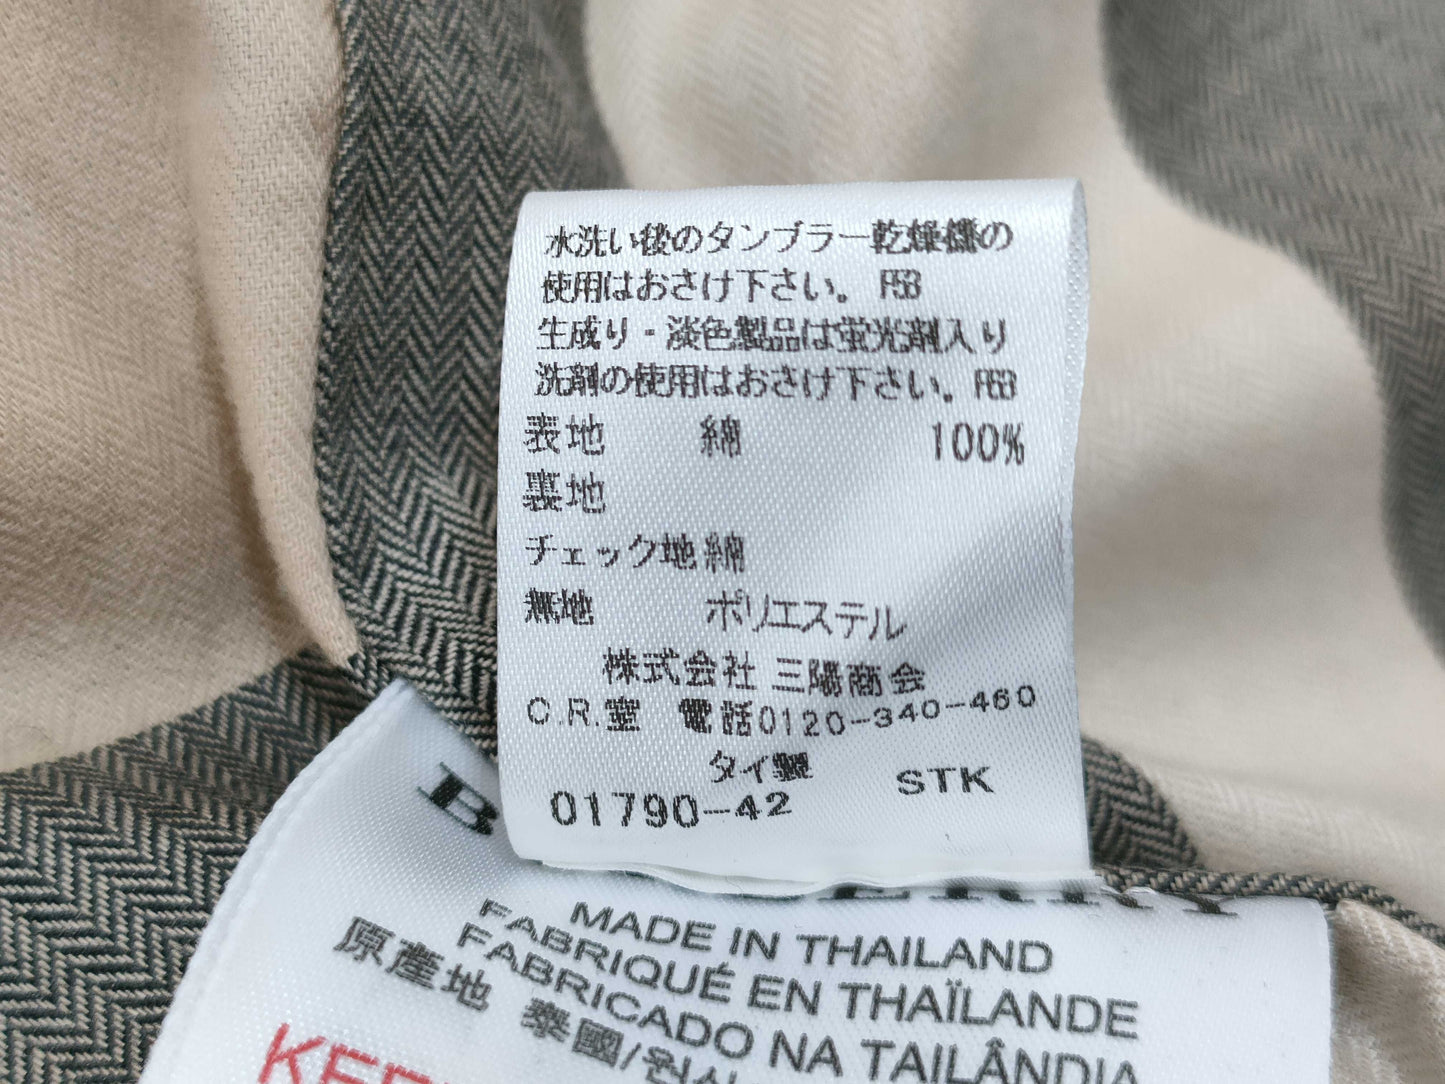 水洗い後のタンブラー乾燥機の
使用はおさけ下さい。
生成り・淡色製品は蛍光剤入り
洗剤の使用はおさけ下さい。
表地 綿 100%
裏地
チェック地 綿
無地 ポリエステル
株式会社 三陽商会
C.R.室 電話0120-340-460
タイ製
01790-42 STK
MADE IN THAILAND
FABRIQUÉ EN THAÏLANDE
FABRICADO NA TAILÂNDIA
原產地 泰國/원산